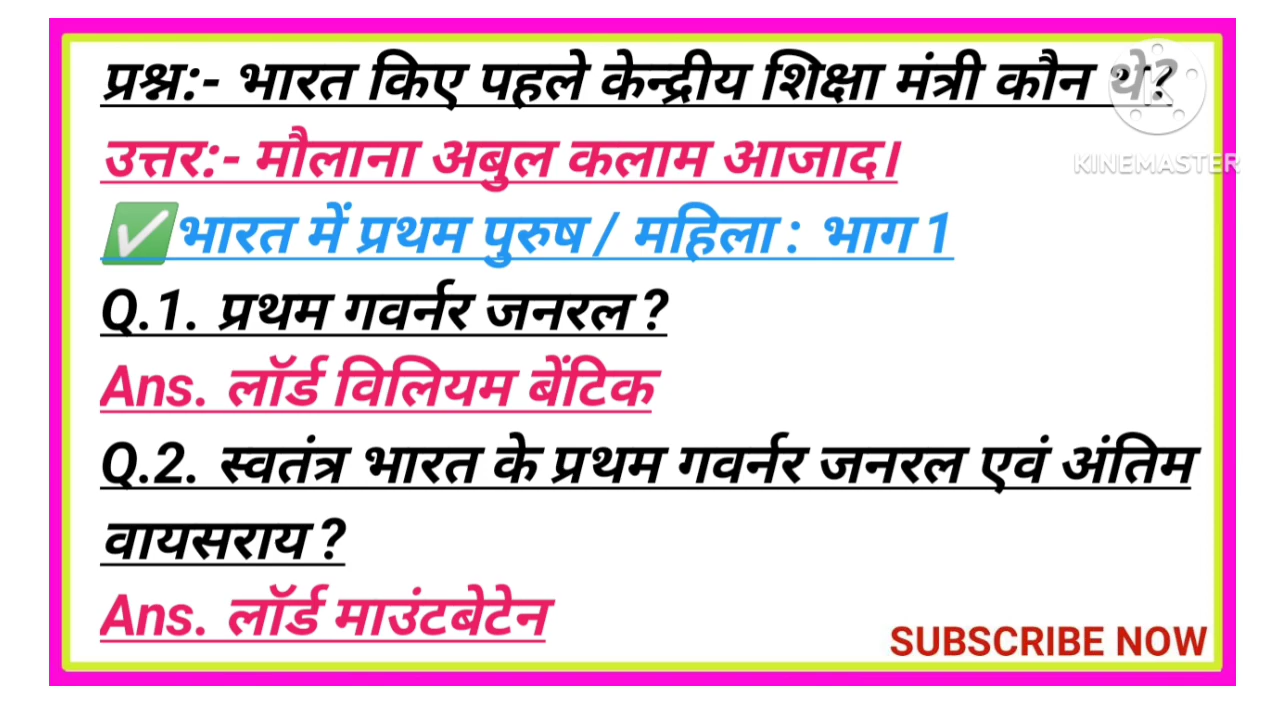 प्रश्न:- भारत किए पहले केन्द्रीय शिक्षा मंत्री कौन थे?
KINEMASTER
उत्तर:- मौलाना अबुल कलाम आजाद।
✅भारत में प्रथम पुरुष / महिला : भाग 1
Q.1. प्रथम गवर्नर जनरल ?
Ans. लॉर्ड विलियम बेंटिक
Q.2. स्वतंत्र भारत के प्रथम गवर्नर जनरल एवं अंतिम
वायसराय ?
Ans. लॉर्ड माउंटबेटेन
SUBSCRIBE NOW